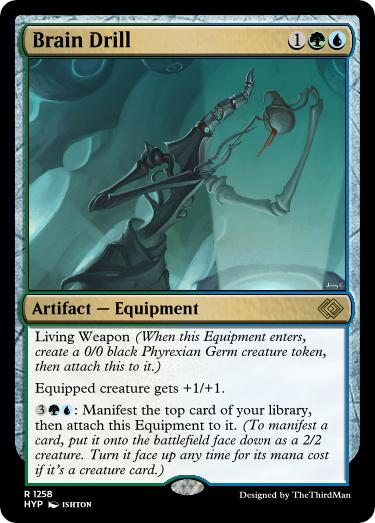 Brain Drill 1
Artifact — Equipment
Living Weapon (When this Equipment enters,
create a 0/0 black Phyrexian Germ creature token,
then attach this to it.)
Equipped creature gets +1/+1.
3: Manifest the top card of your library,
then attach this Equipment to it. (To manifest
a card, put it onto the battlefield face down as a 2/2
creature. Turn it face up any time for its mana cost
if it's a creature card.)
R 1258
HYP ISHTON
Designed by TheThirdMan